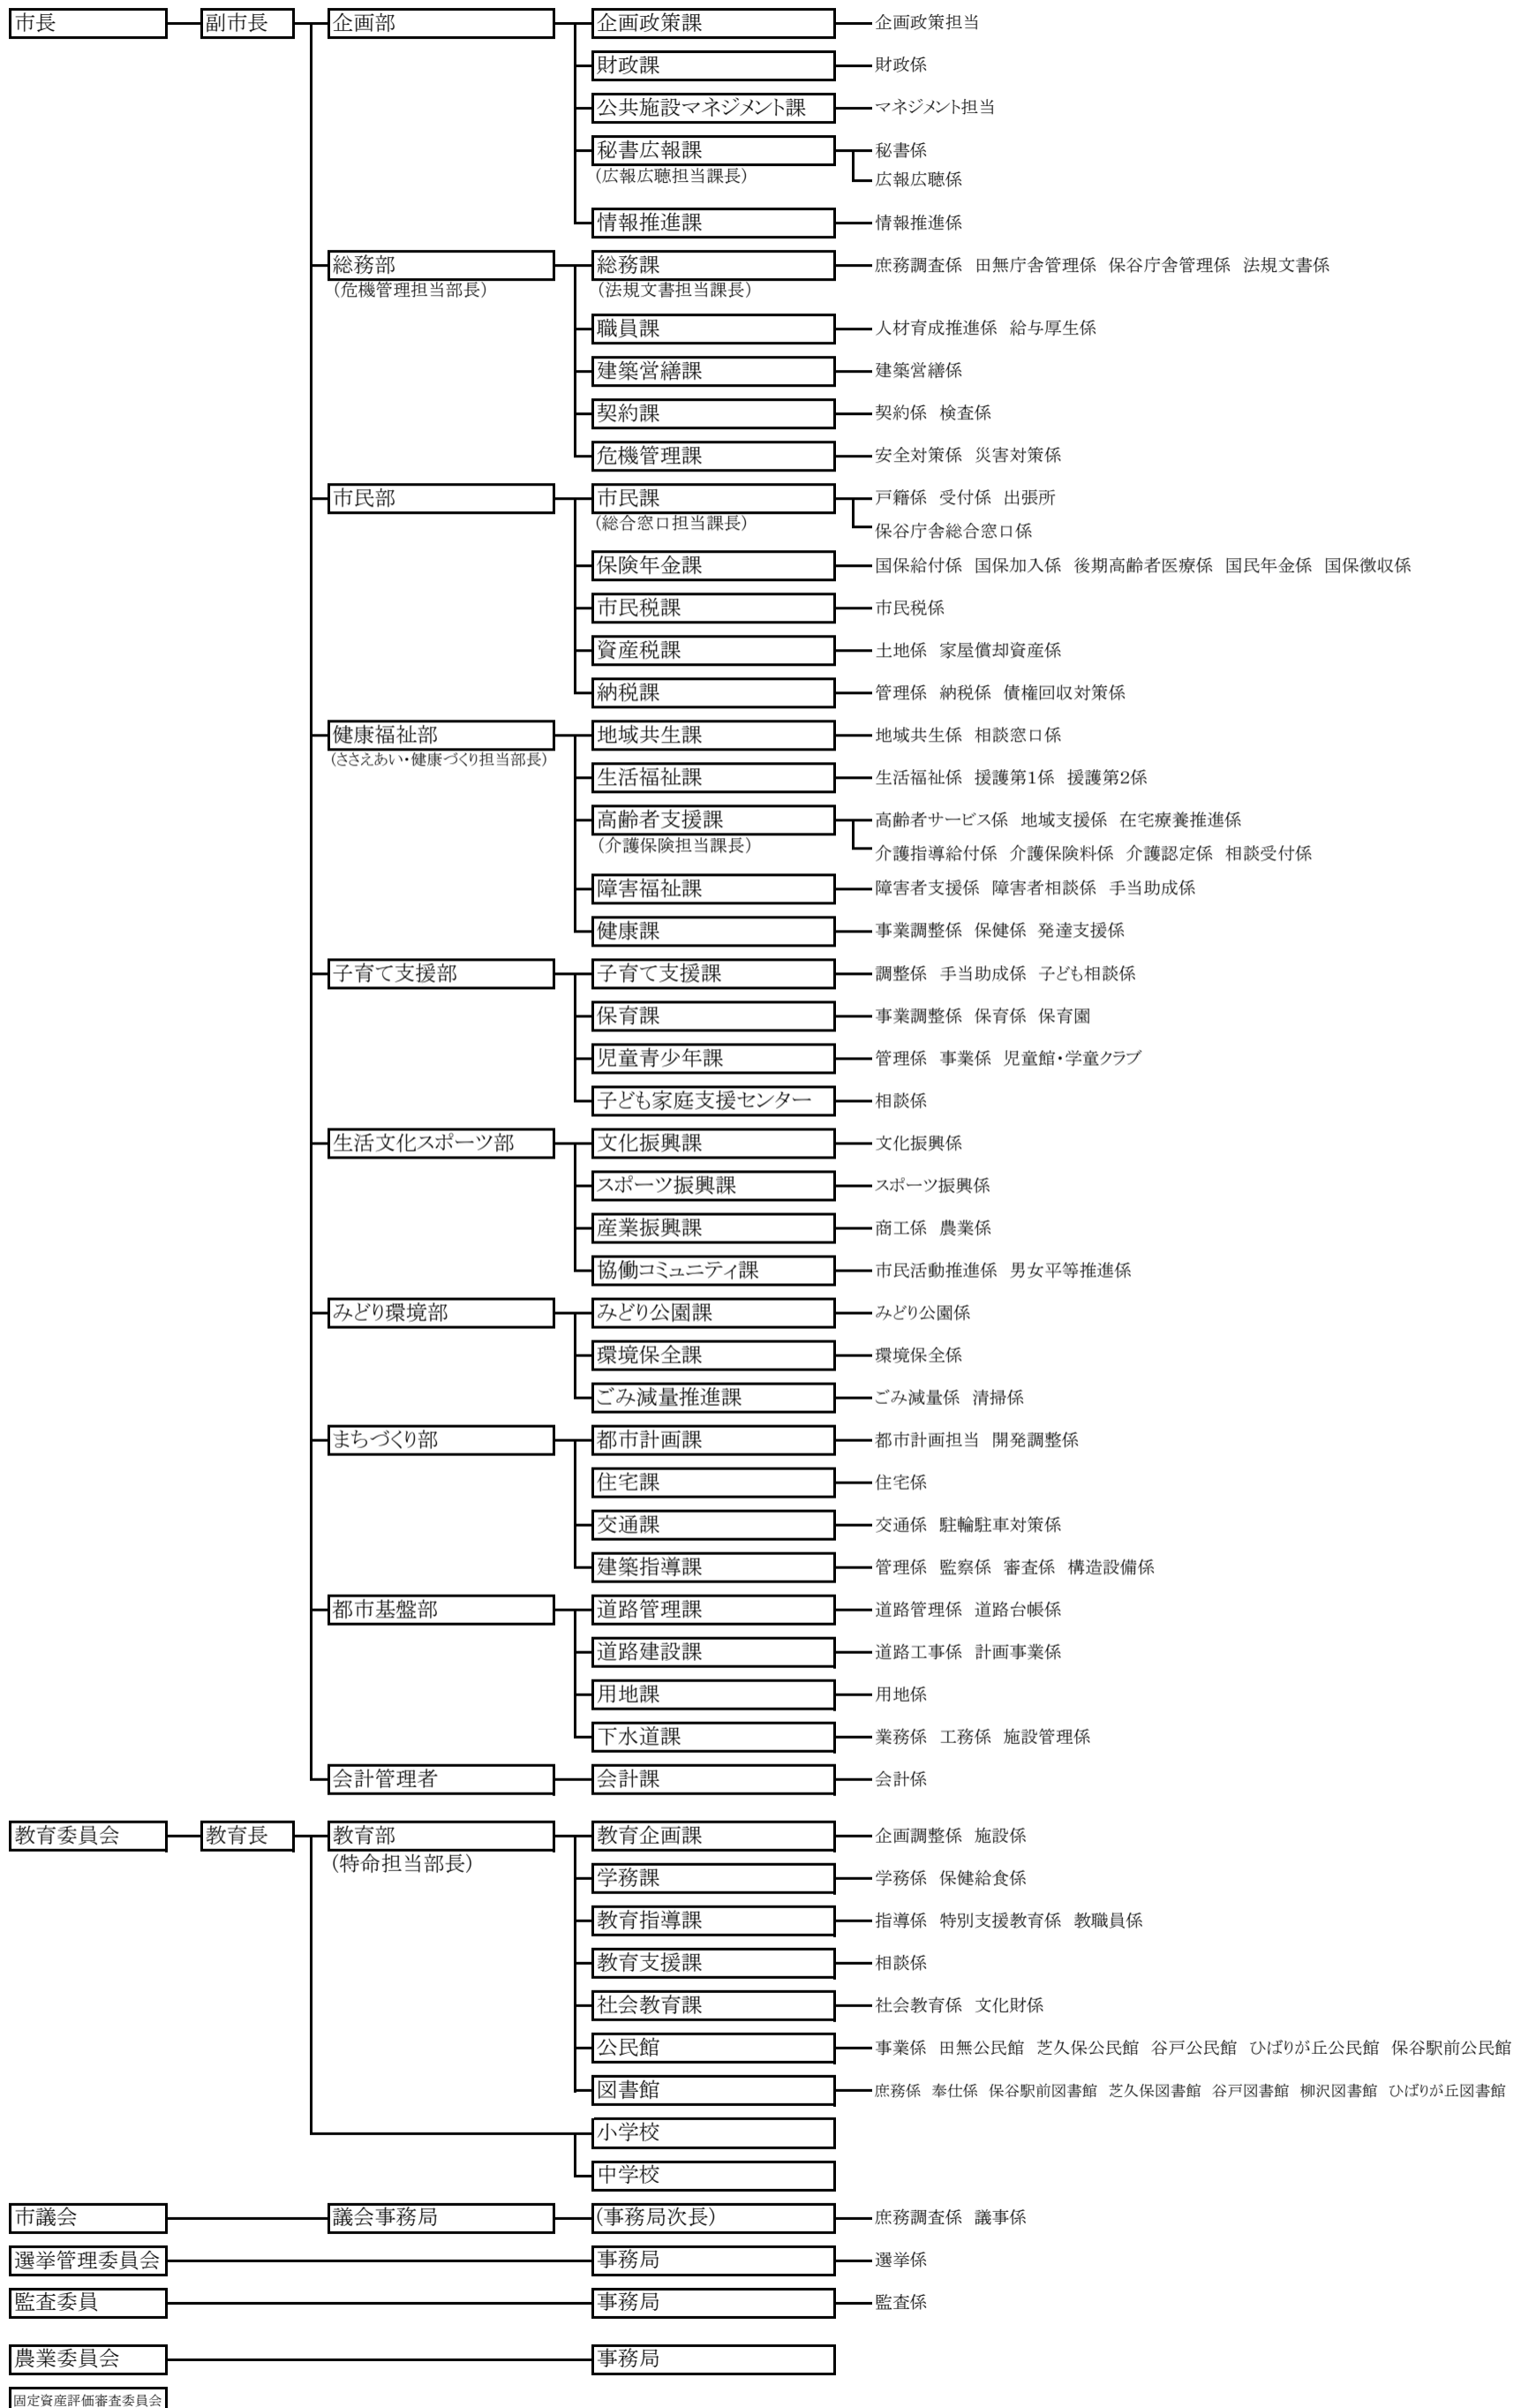 市長 副市長 企画部 企画政策課 企画政策担当
財政課 財政係
公共施設マネジメント課 マネジメント担当
秘書広報課 秘書係
(広報広聴担当課長) 広報広聴係
情報推進課 情報推進係
総務部 総務課 庶務調査係 田無庁舎管理係 保谷庁舎管理係 法規文書係
(危機管理担当部長) (法規文書担当課長)
職員課 人材育成推進係 給与厚生係
建築営繕課 建築営繕係
契約課 契約係 検査係
危機管理課 安全対策係 災害対策係
市民部 市民課 戸籍係 受付係 出張所
(総合窓口担当課長) 保谷庁舎総合窓口係
保険年金課 国保給付係 国保加入係 後期高齢者医療係 国民年金係 国保徴収係
市民税課 市民税係
資産税課 土地係 家屋償却資産係
納税課 管理係 納税係 債権回収対策係
健康福祉部 地域共生課 地域共生係 相談窓口係
(ささえあい・健康づくり担当部長)
生活福祉課 生活福祉係 援護第1係 援護第2係
高齢者支援課 高齢者サービス係 地域支援係 在宅療養推進係
(介護保険担当課長) 介護指導給付係 介護保険料係 介護認定係 相談受付係
障害福祉課 障害者支援係 障害者相談係 手当助成係
健康課 事業調整係 保健係 発達支援係
子育て支援部 子育て支援課 調整係 手当助成係 子ども相談係
保育課 事業調整係 保育係 保育園
児童青少年課 管理係 事業係 児童館・学童クラブ
子ども家庭支援センター 相談係
生活文化スポーツ部 文化振興課 文化振興係
スポーツ振興課 スポーツ振興係
産業振興課 商工係 農業係
協働コミュニティ課 市民活動推進係 男女平等推進係
みどり環境部 みどり公園課 みどり公園係
環境保全課 環境保全係
ごみ減量推進課 ごみ減量係 清掃係
まちづくり部 都市計画課 都市計画担当 開発調整係
住宅課 住宅係
交通課 交通係 駐輪駐車対策係
建築指導課 管理係 監察係 審査係 構造設備係
都市基盤部 道路管理課 道路管理係 道路台帳係
道路建設課 道路工事係 計画事業係
用地課 用地係
下水道課 業務係 工務係 施設管理係
会計管理者 会計課 会計係
教育委員会 教育長 教育部 教育企画課 企画調整係 施設係
(特命担当部長)
学務課 学務係 保健給食係
教育指導課 指導係 特別支援教育係 教職員係
教育支援課 相談係
社会教育課 社会教育係 文化財係
公民館 事業係 田無公民館 芝久保公民館 谷戸公民館 ひばりが丘公民館 保谷駅前公民館
図書館 庶務係 奉仕係 保谷駅前図書館 芝久保図書館 谷戸図書館 柳沢図書館 ひばりが丘図書館
小学校
中学校
市議会 議会事務局 (事務局次長) 庶務調査係 議事係
選挙管理委員会 事務局 選挙係
監査委員 事務局 監査係
農業委員会 事務局
固定資産評価審査委員会